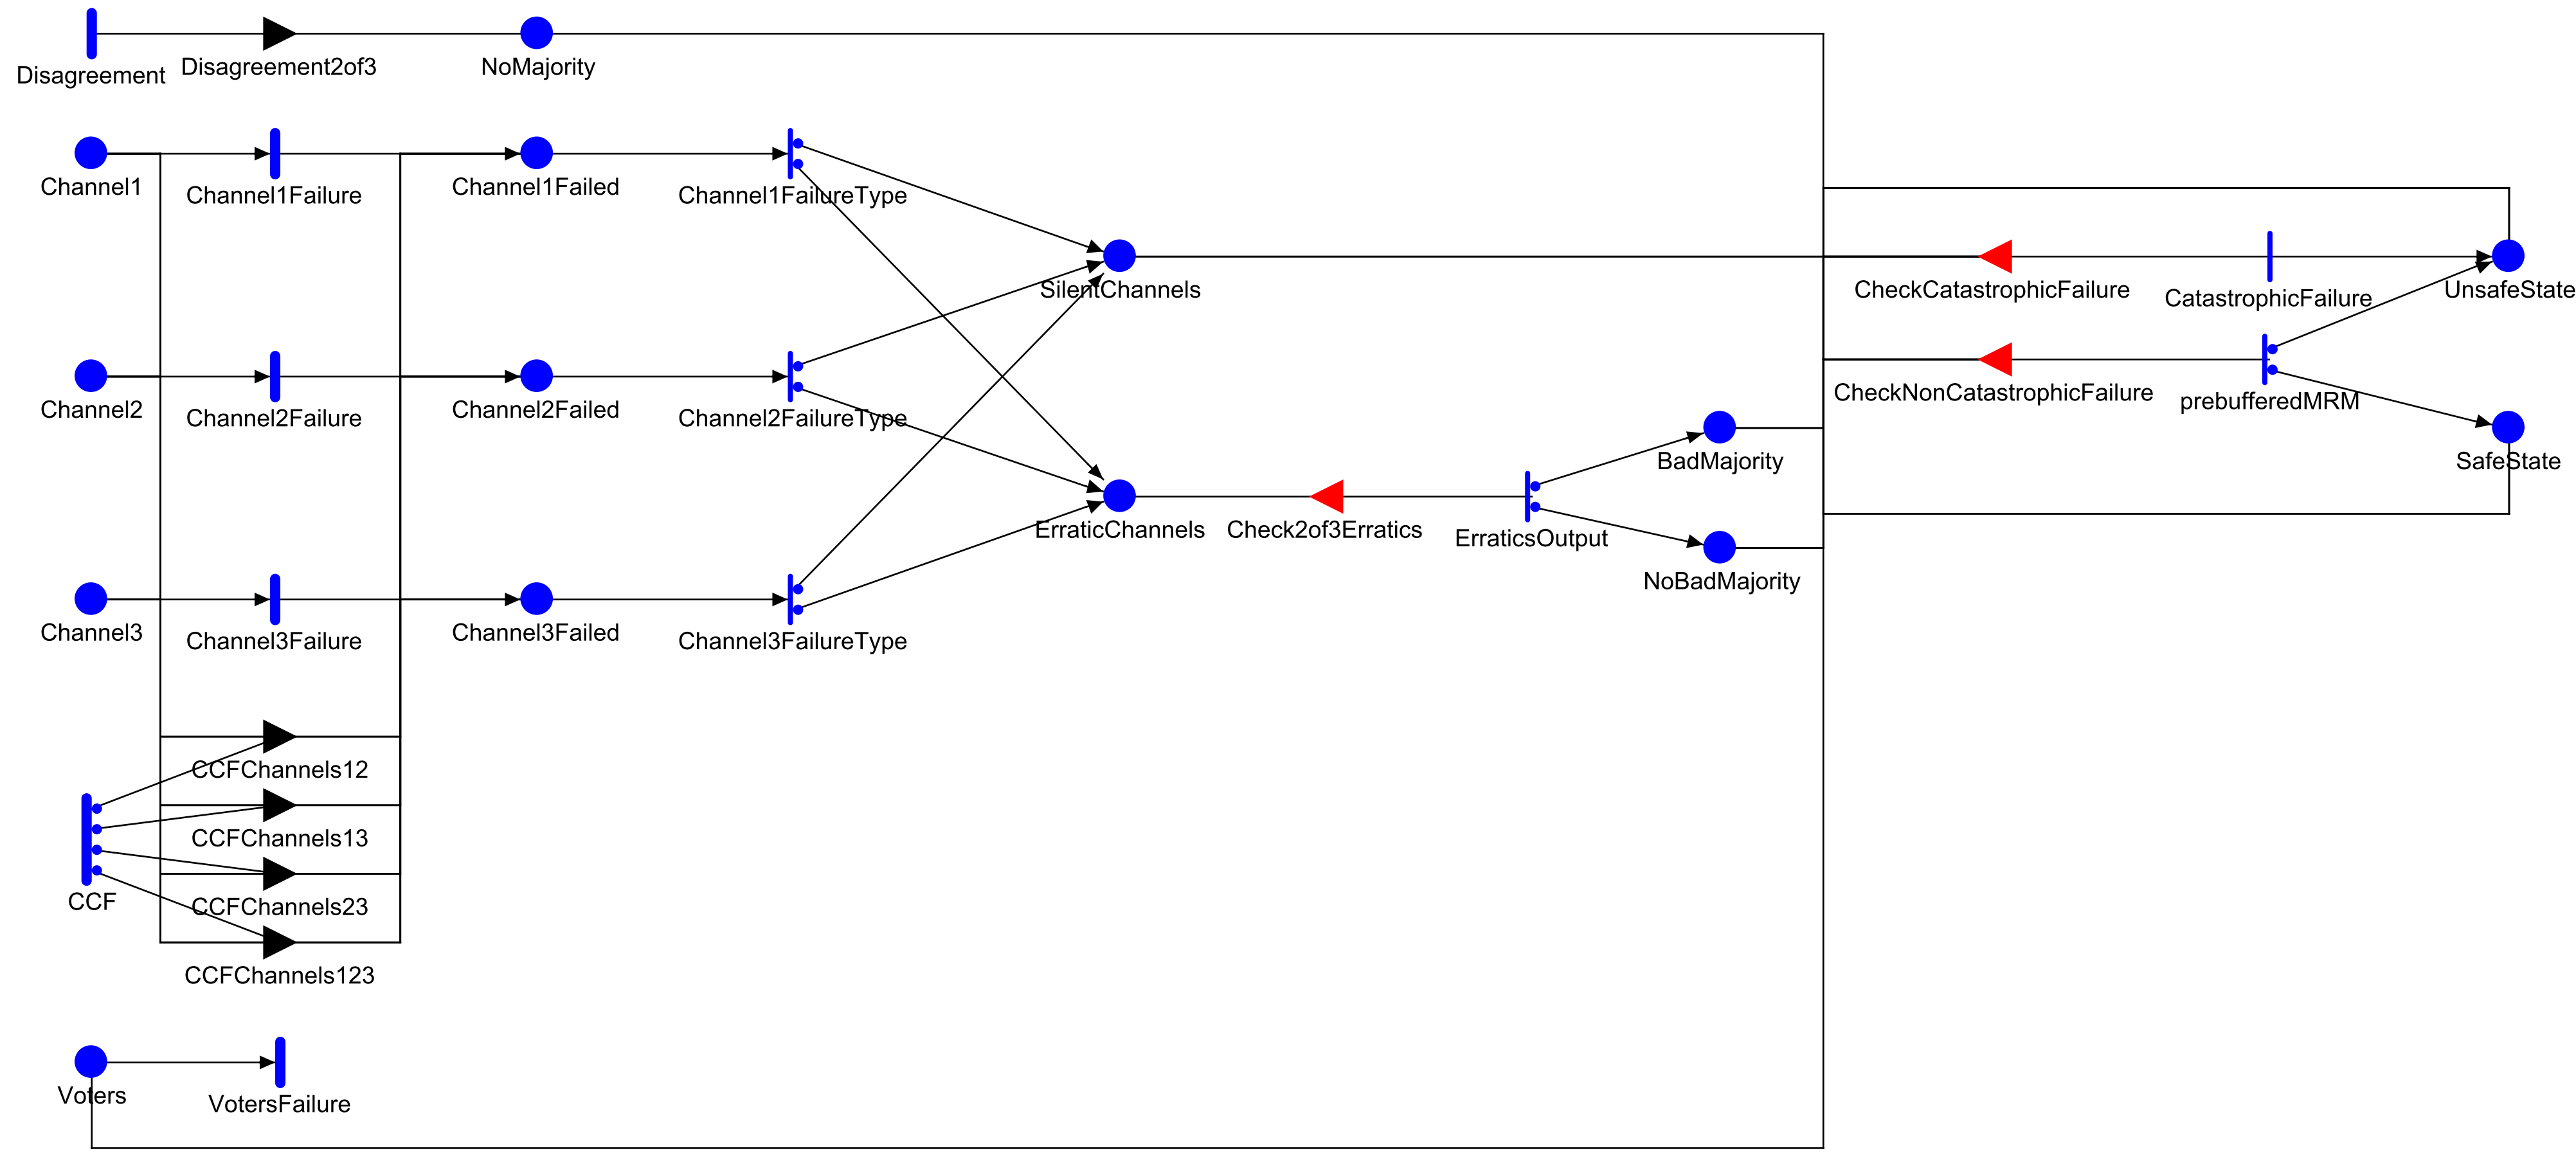 Disagreement
Disagreement2of3
NoMajority
Channel1
Channel1Failure
Channel1Failed
Channel1FailureType
SilentChannels
CheckCatastrophicFailure
CatastrophicFailure
UnsafeState
Channel2
Channel2Failure
Channel2Failed
Channel2FailureType
CheckNonCatastrophicFailure
prebufferedMRM
BadMajority
SafeState
ErraticChannels
Check2of3Erratics
ErraticsOutput
NoBadMajority
Channel3
Channel3Failure
Channel3Failed
Channel3FailureType
CCFChannels12
CCFChannels13
CCF
CCFChannels23
CCFChannels123
Voters
VotersFailure